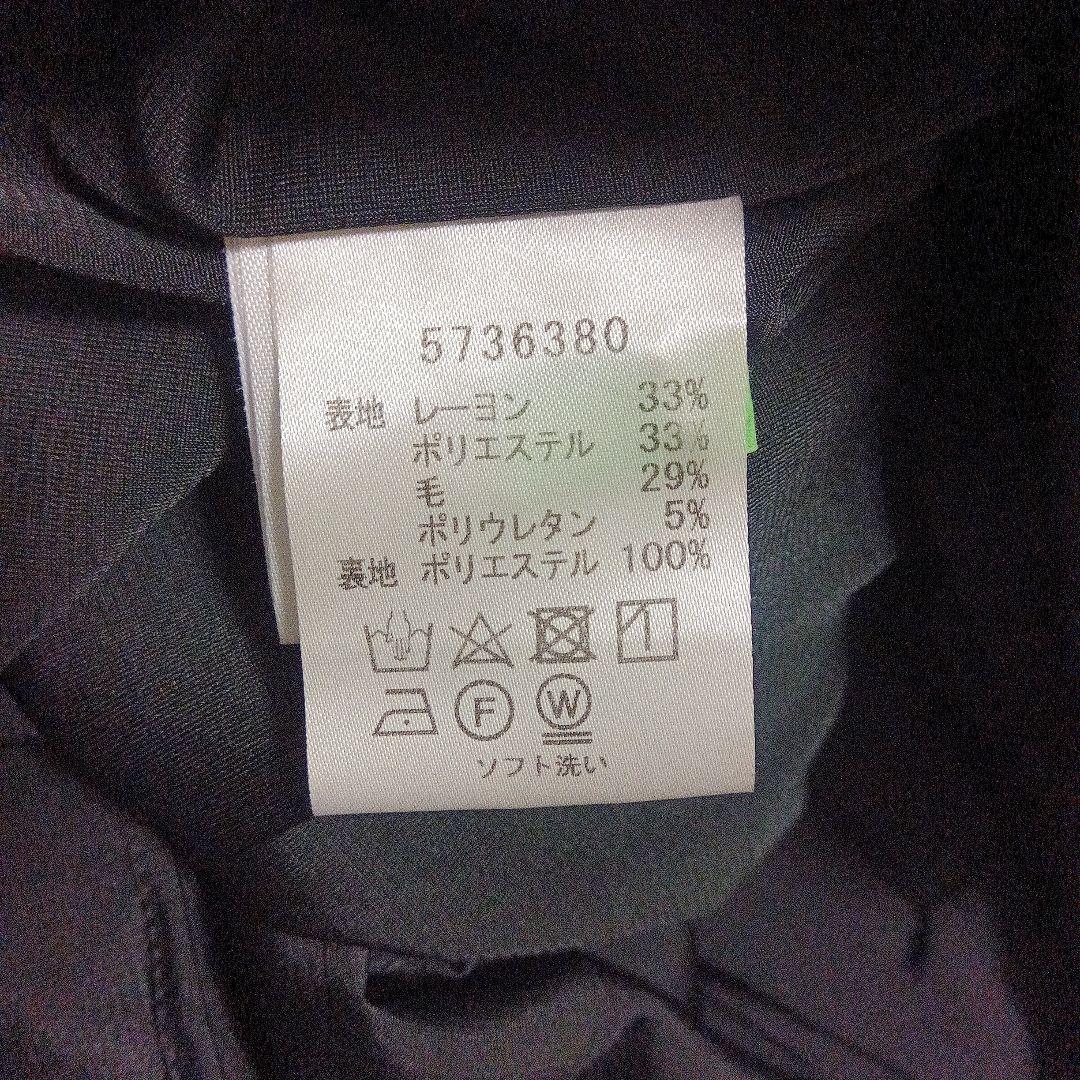 5736380
表地 レーヨン 33%
ポリエステル 33%
毛 29%
ポリウレタン 5%
裏地 ポリエステル 100%
F W
ソフト洗い